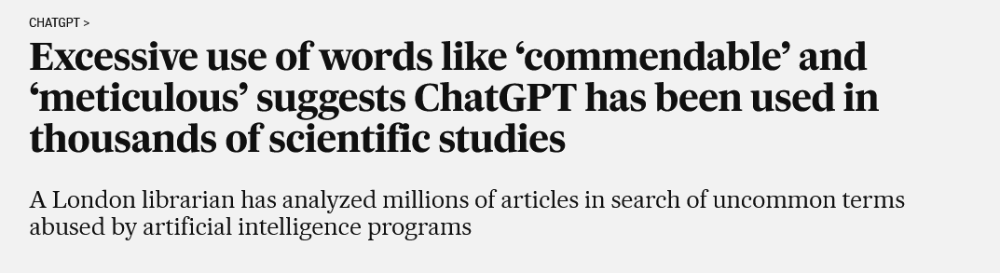 CHATGPT >
Excessive use of words like ‘commendable’ and
‘meticulous’ suggests ChatGPT has been used in
thousands of scientific studies
A London librarian has analyzed millions of articles in search of uncommon terms
abused by artificial intelligence programs